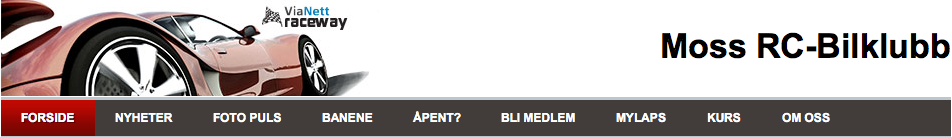 ViaNett
raceway
Moss RC-Bilklubb
FORSIDE NYHETER FOTO PULS BANENE ÅPENT? BLI MEDLEM MYLAPS KURS OM OSS